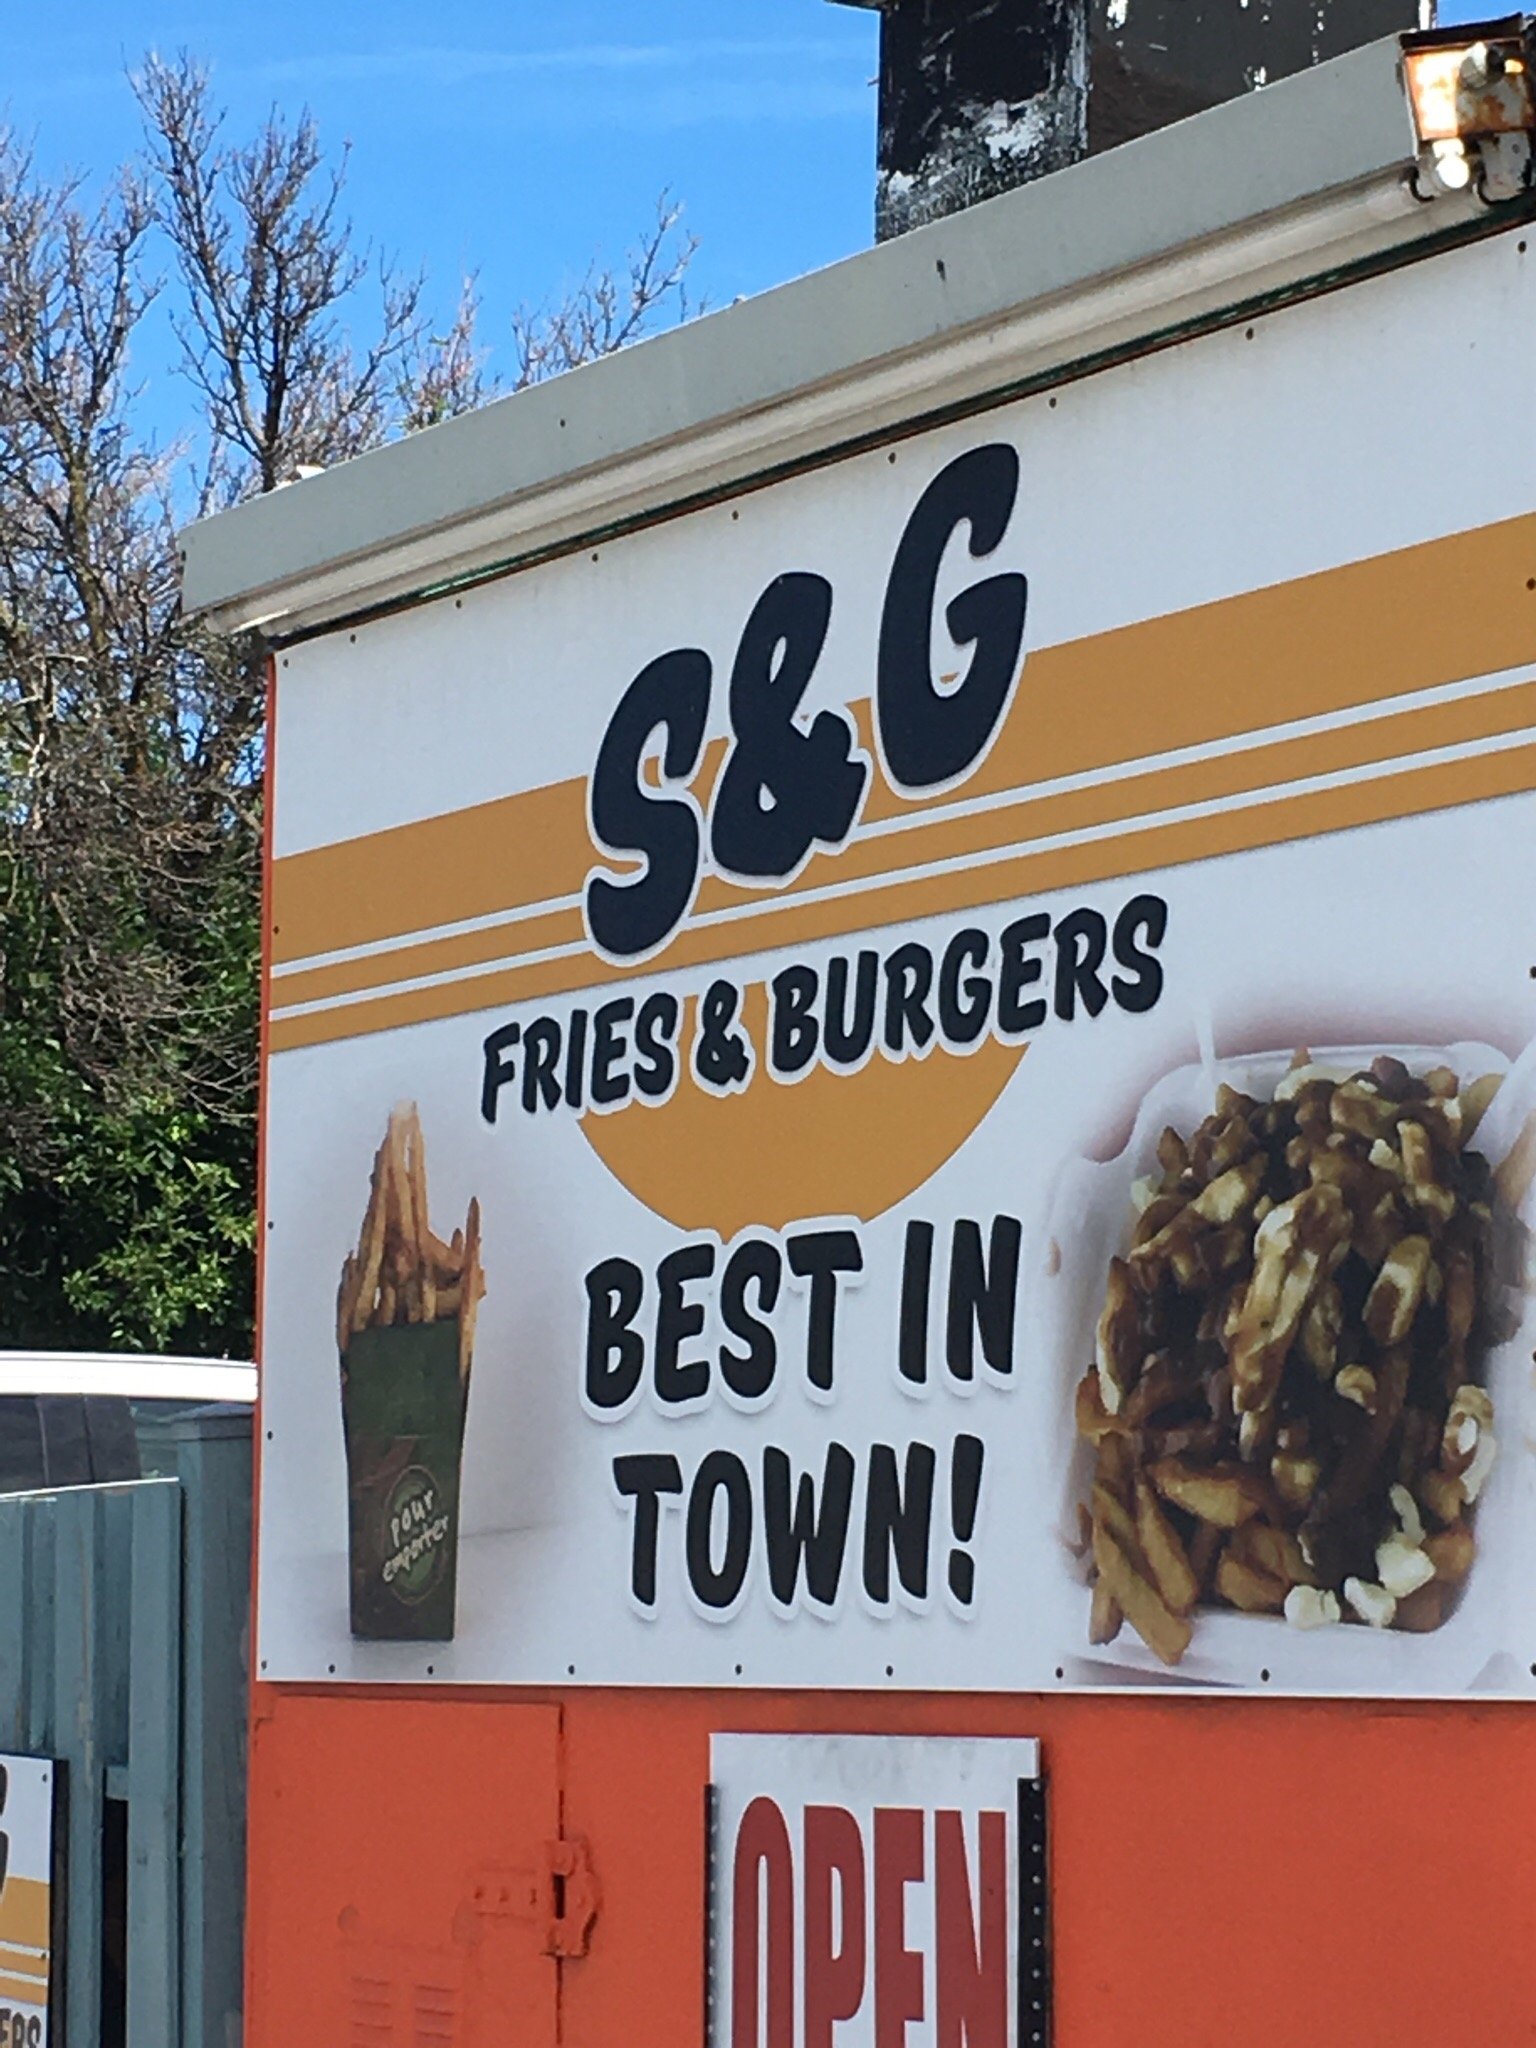 S&G
FRIES & BURGERS
BEST IN
TOWN!
pour
emporter
OPEN